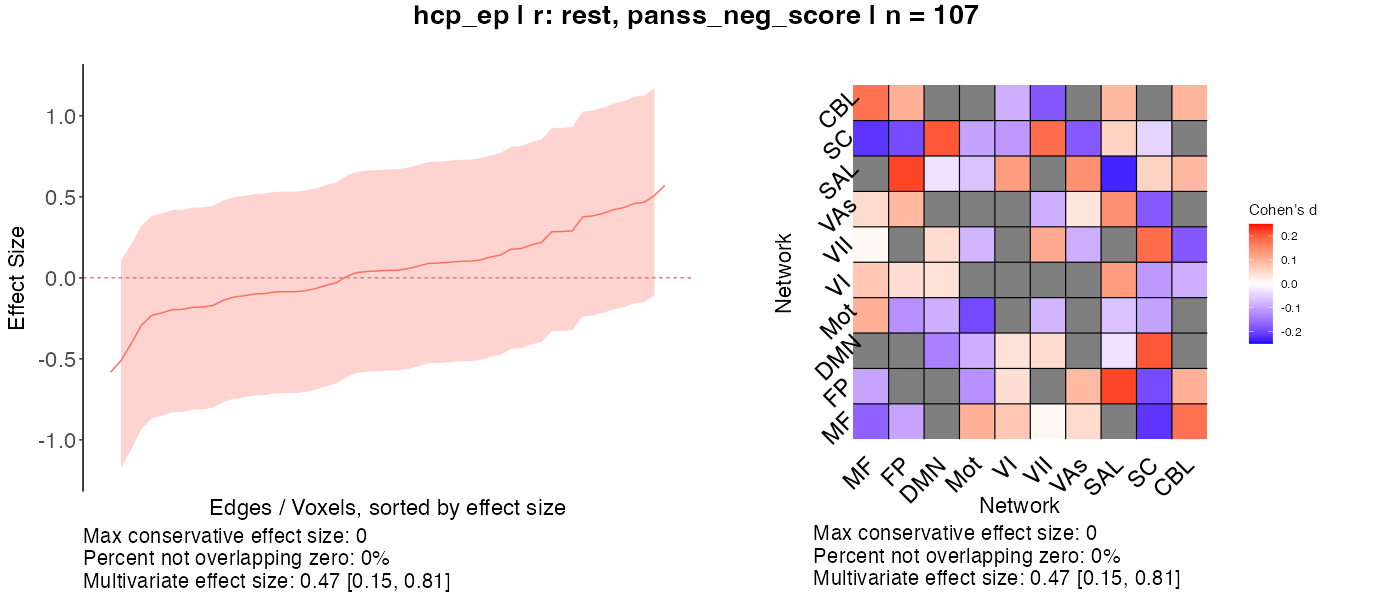 hcp_ep | r: rest, panss_neg_score | n = 107
Effect Size
1.0
0.5
0.0
-0.5
-1.0
Edges / Voxels, sorted by effect size
Max conservative effect size: 0
Percent not overlapping zero: 0%
Multivariate effect size: 0.47 [0.15, 0.81]
Network
CBL
SC
SAL
VAs
VII
VI
Mot
DMN
FP
MF
MF
FP
DMN
Mot
VI
VII
VAs
SAL
SC
CBL
Network
Max conservative effect size: 0
Percent not overlapping zero: 0%
Multivariate effect size: 0.47 [0.15, 0.81]
Cohen's d
0.2
0.1
0.0
-0.1
-0.2